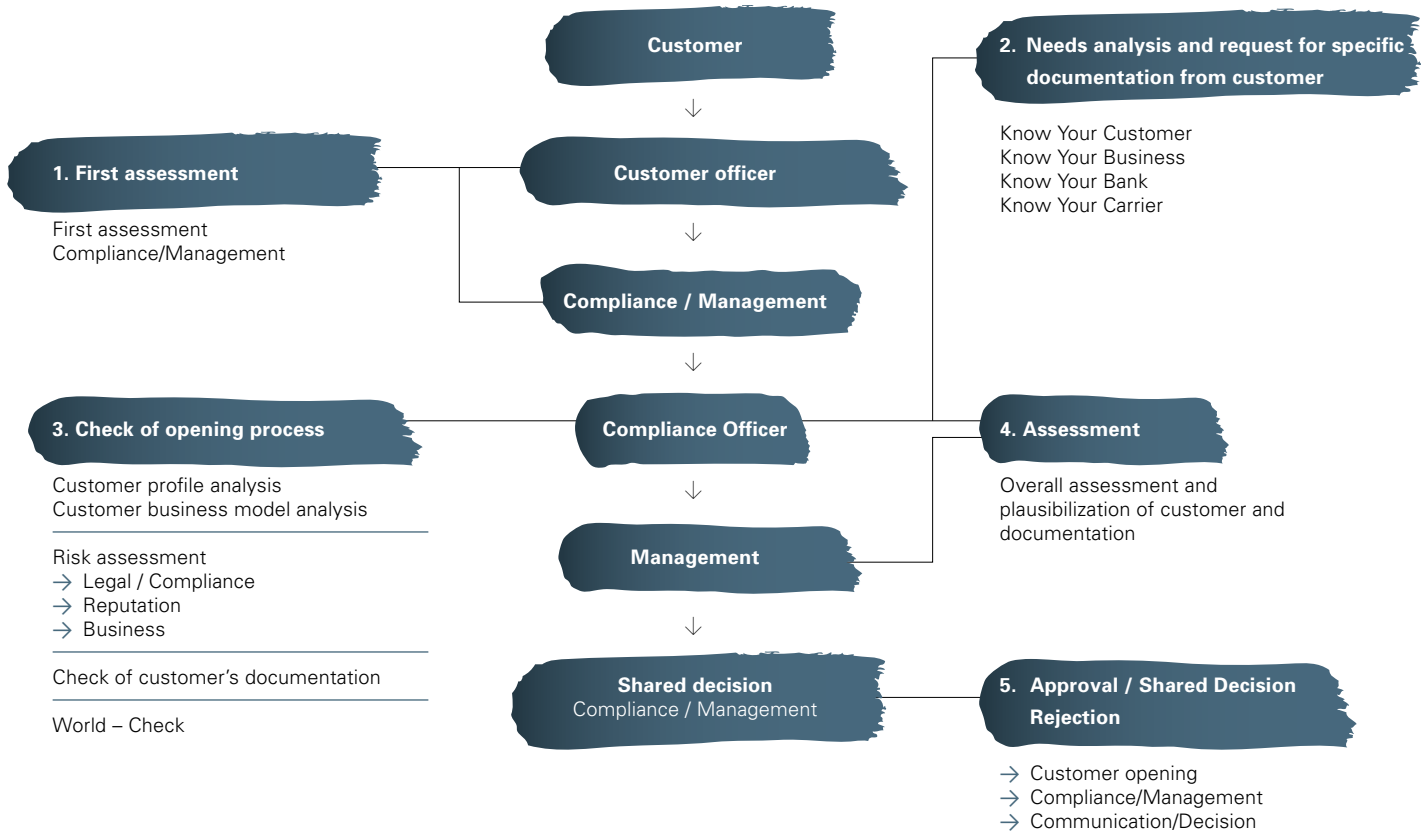 Customer
2. Needs analysis and request for specific
documentation from customer
Know Your Customer
Know Your Business
Know Your Bank
Know Your Carrier
1. First assessment
First assessment
Compliance/Management
Customer officer
Compliance / Management
3. Check of opening process
Customer profile analysis
Customer business model analysis
Risk assessment
→ Legal / Compliance
→ Reputation
→ Business
Check of customer’s documentation
World – Check
Compliance Officer
4. Assessment
Overall assessment and
plausibilization of customer and
documentation
Management
Shared decision
Compliance / Management
5. Approval / Shared Decision
Rejection
→ Customer opening
→ Compliance/Management
→ Communication/Decision